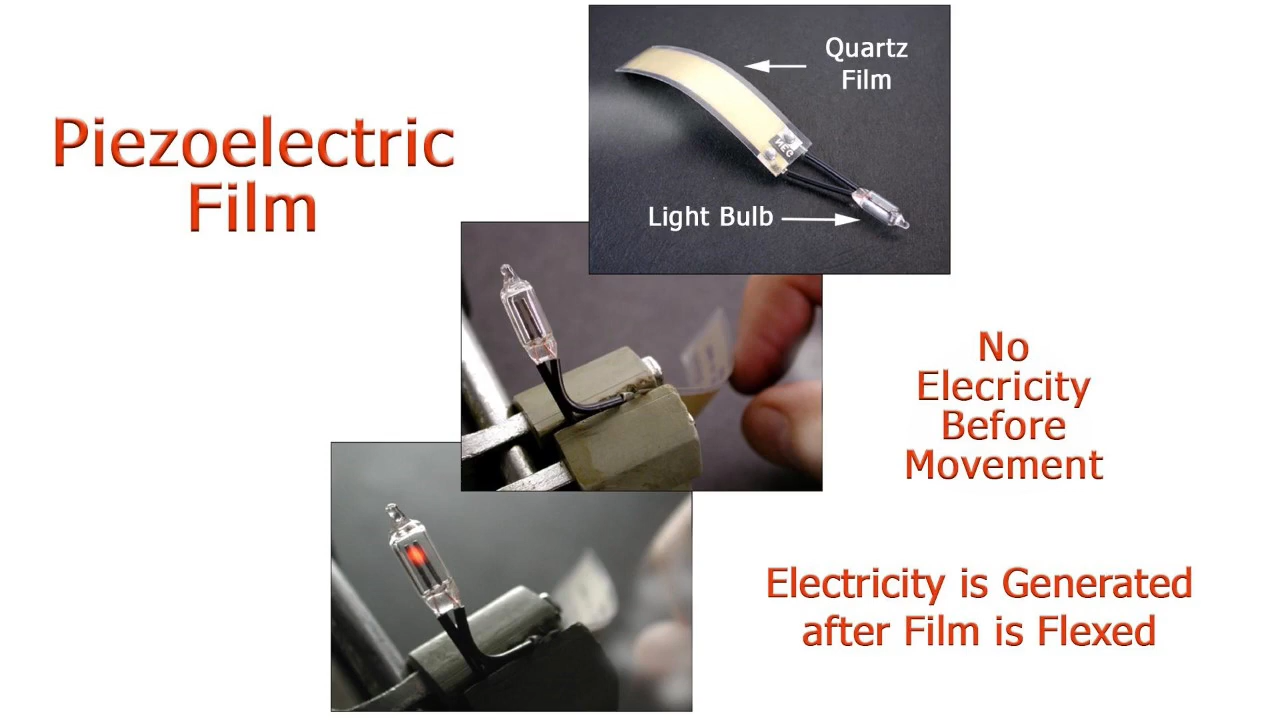 Piezoelectric
Film
Quartz
Film
Light Bulb
No
Elecricity
Before
Movement
Electricity is Generated
after Film is Flexed